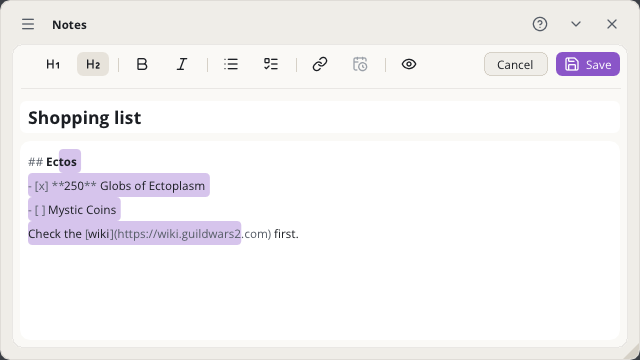 Notes
H1 H2 B I Cancel Save
Shopping list
## Ectos
- [x] **250** Globs of Ectoplasm
- [ ] Mystic Coins
Check the [wiki](https://wiki.guildwars2.com) first.